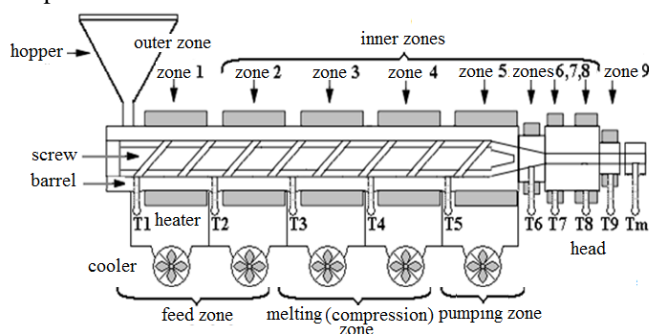 hopper
outer zone
inner zones
zone 1
zone 2
zone 3
zone 4
zone 5
zones 6,7,8
zone 9
screw
barrel
T1
heater
T2
T3
T4
T5
T6
T7
T8
T9
Tm
head
cooler
feed zone
melting (compression)
zone
pumping zone